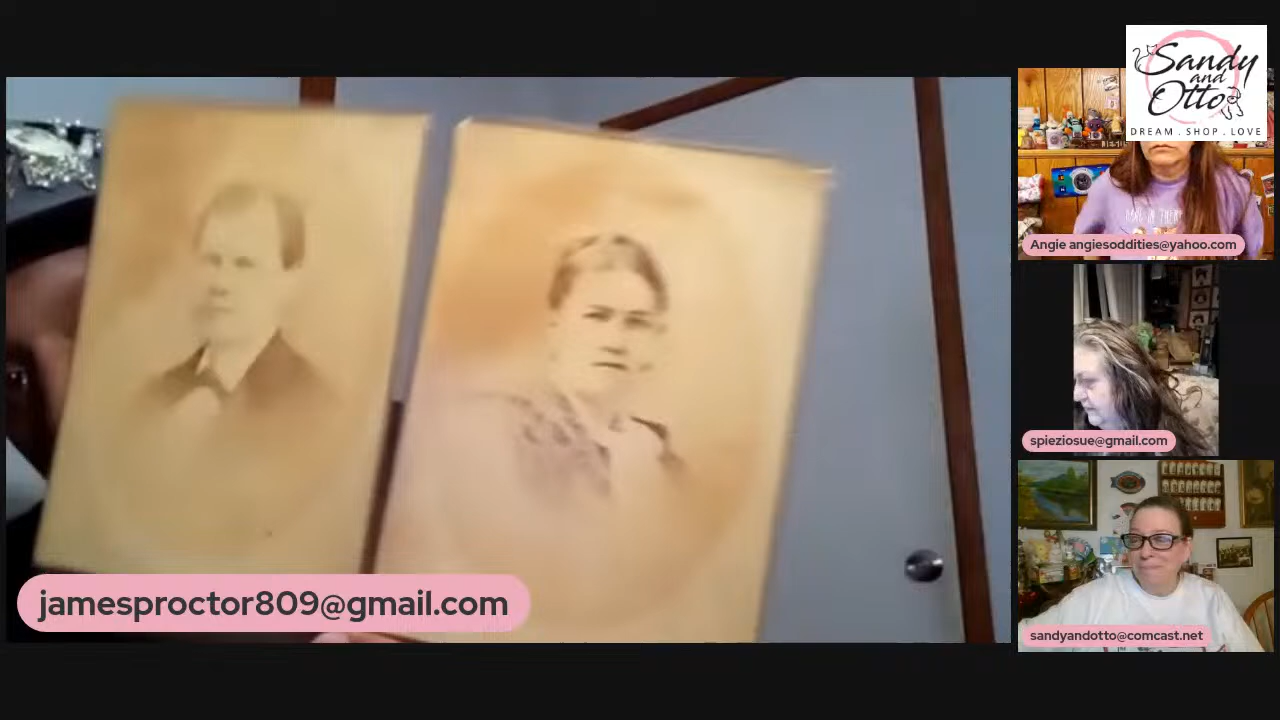 Sandy
and
Otto
DREAM . SHOP . LOVE
Angie angiesoddities@yahoo.com
spieziosue@gmail.com
jamesproctor809@gmail.com
sandyandotto@comcast.net